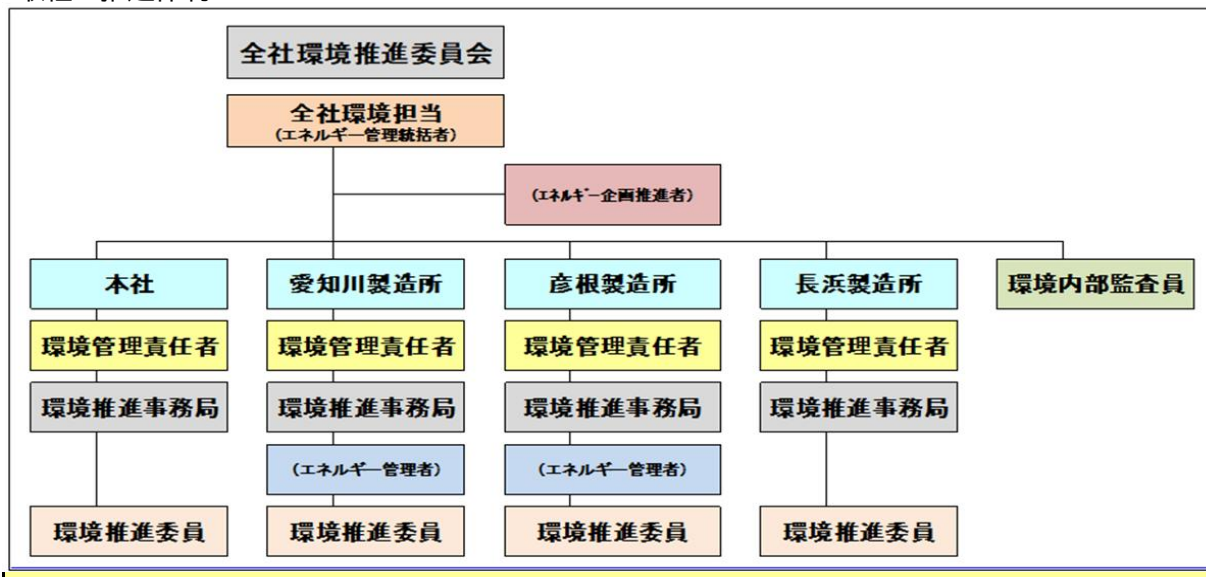 全社環境推進委員会
全社環境担当
(エネルギー管理統括者)
(エネルギー企画推進者)
本社
愛知川製造所
彦根製造所
長浜製造所
環境内部監査員
環境管理責任者
環境管理責任者
環境管理責任者
環境管理責任者
環境推進事務局
環境推進事務局
環境推進事務局
環境推進事務局
(エネルギー管理者)
(エネルギー管理者)
環境推進委員
環境推進委員
環境推進委員
環境推進委員